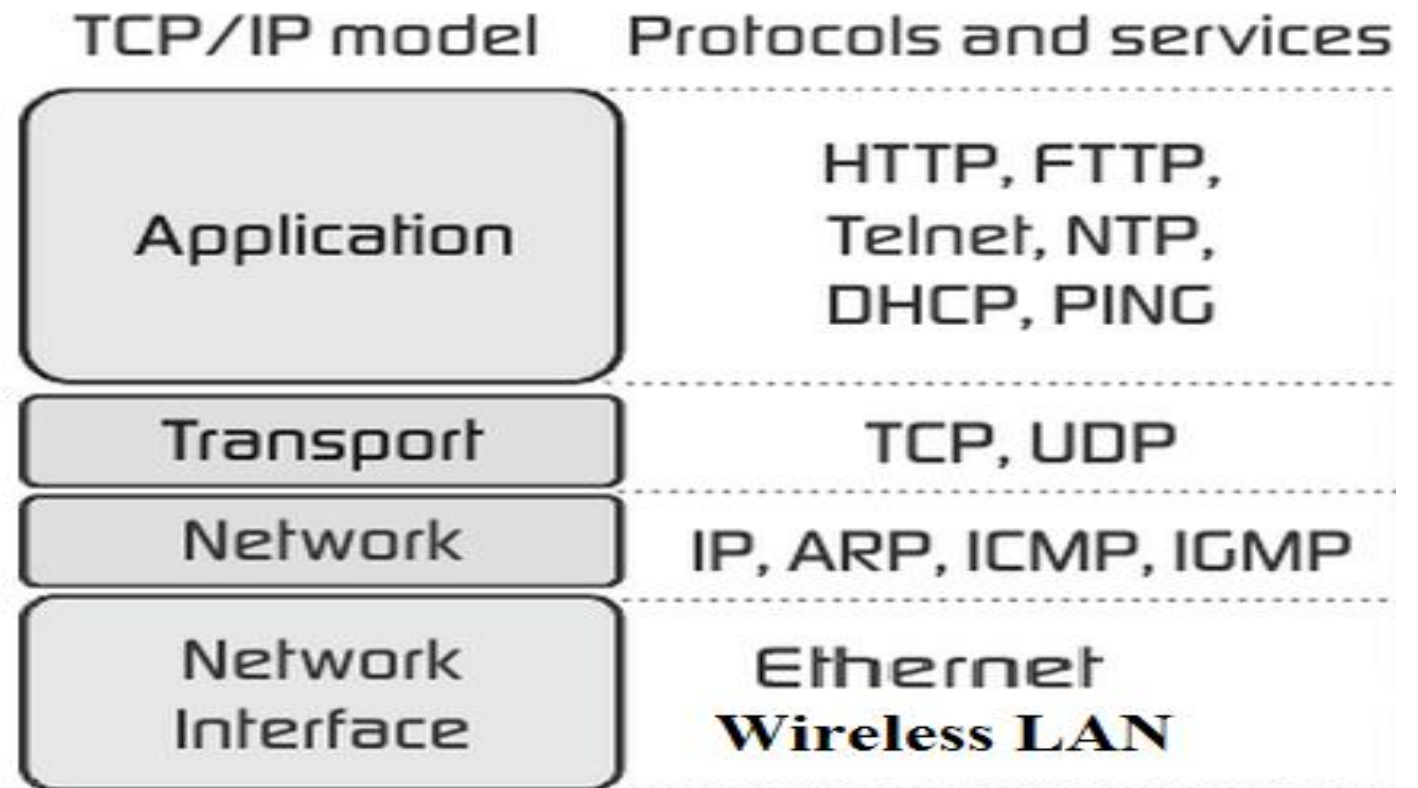 TCP/IP model Protocols and services
Application
HTTP, FTTP,
Telnet, NTP,
DHCP, PING
Transport
TCP, UDP
Network
IP, ARP, ICMP, IGMP
Network
Interface
Ethernet
Wireless LAN